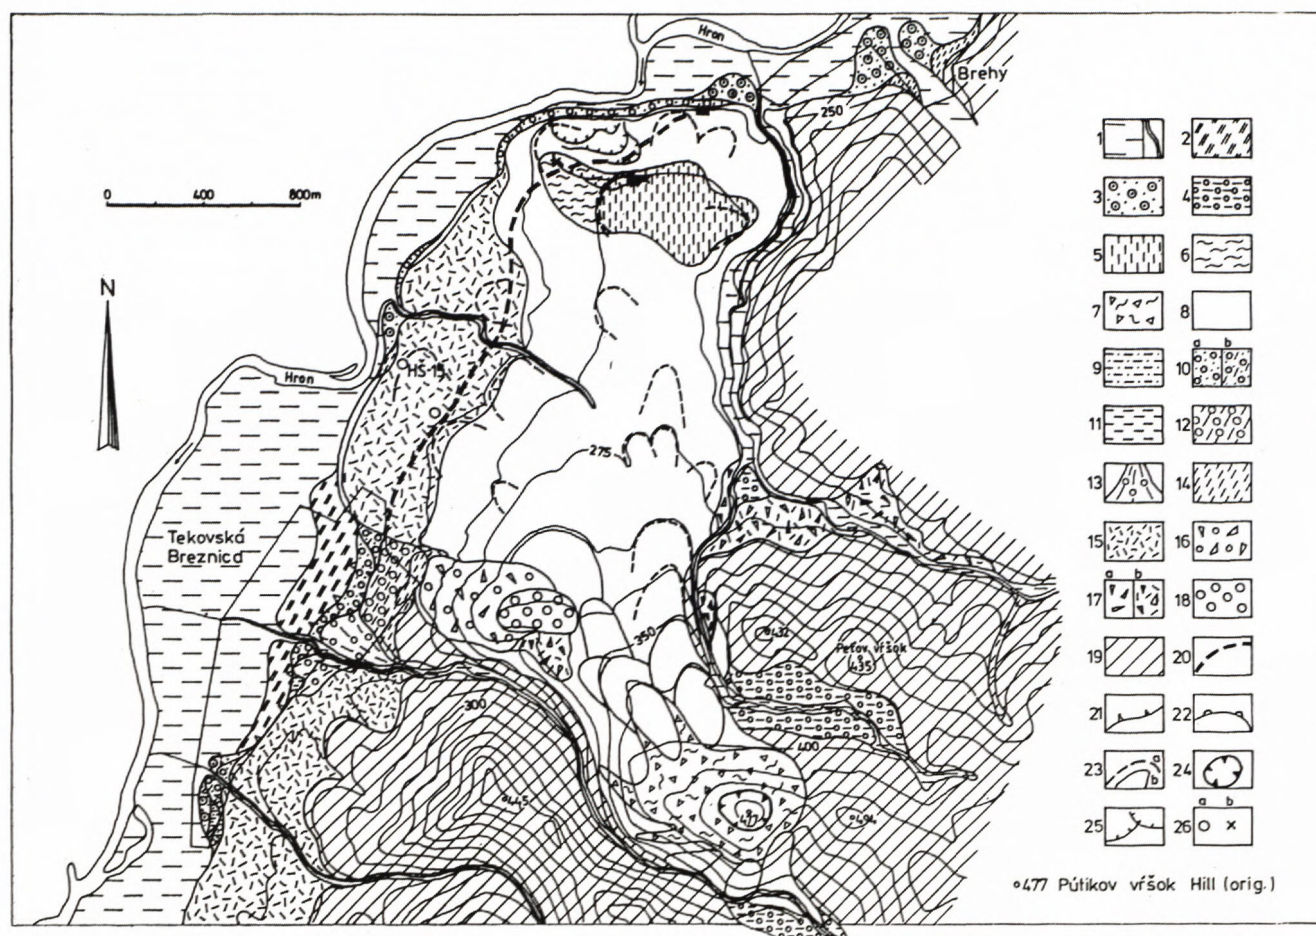 Hron
Brehy
250
0 400 800m
N
HŠ-15
Hron
275
Tekovská
Breznica
350
432
Peťov vŕšok
435
300
400
445
477
494
1 2
3 4
5 6
7 8
a b
9 10
11 12
13 14
15 16
a b
17 18
19 20
21 22
a
23 b 24
a b
25 26
477 Pútikov vŕšok Hill (orig.)